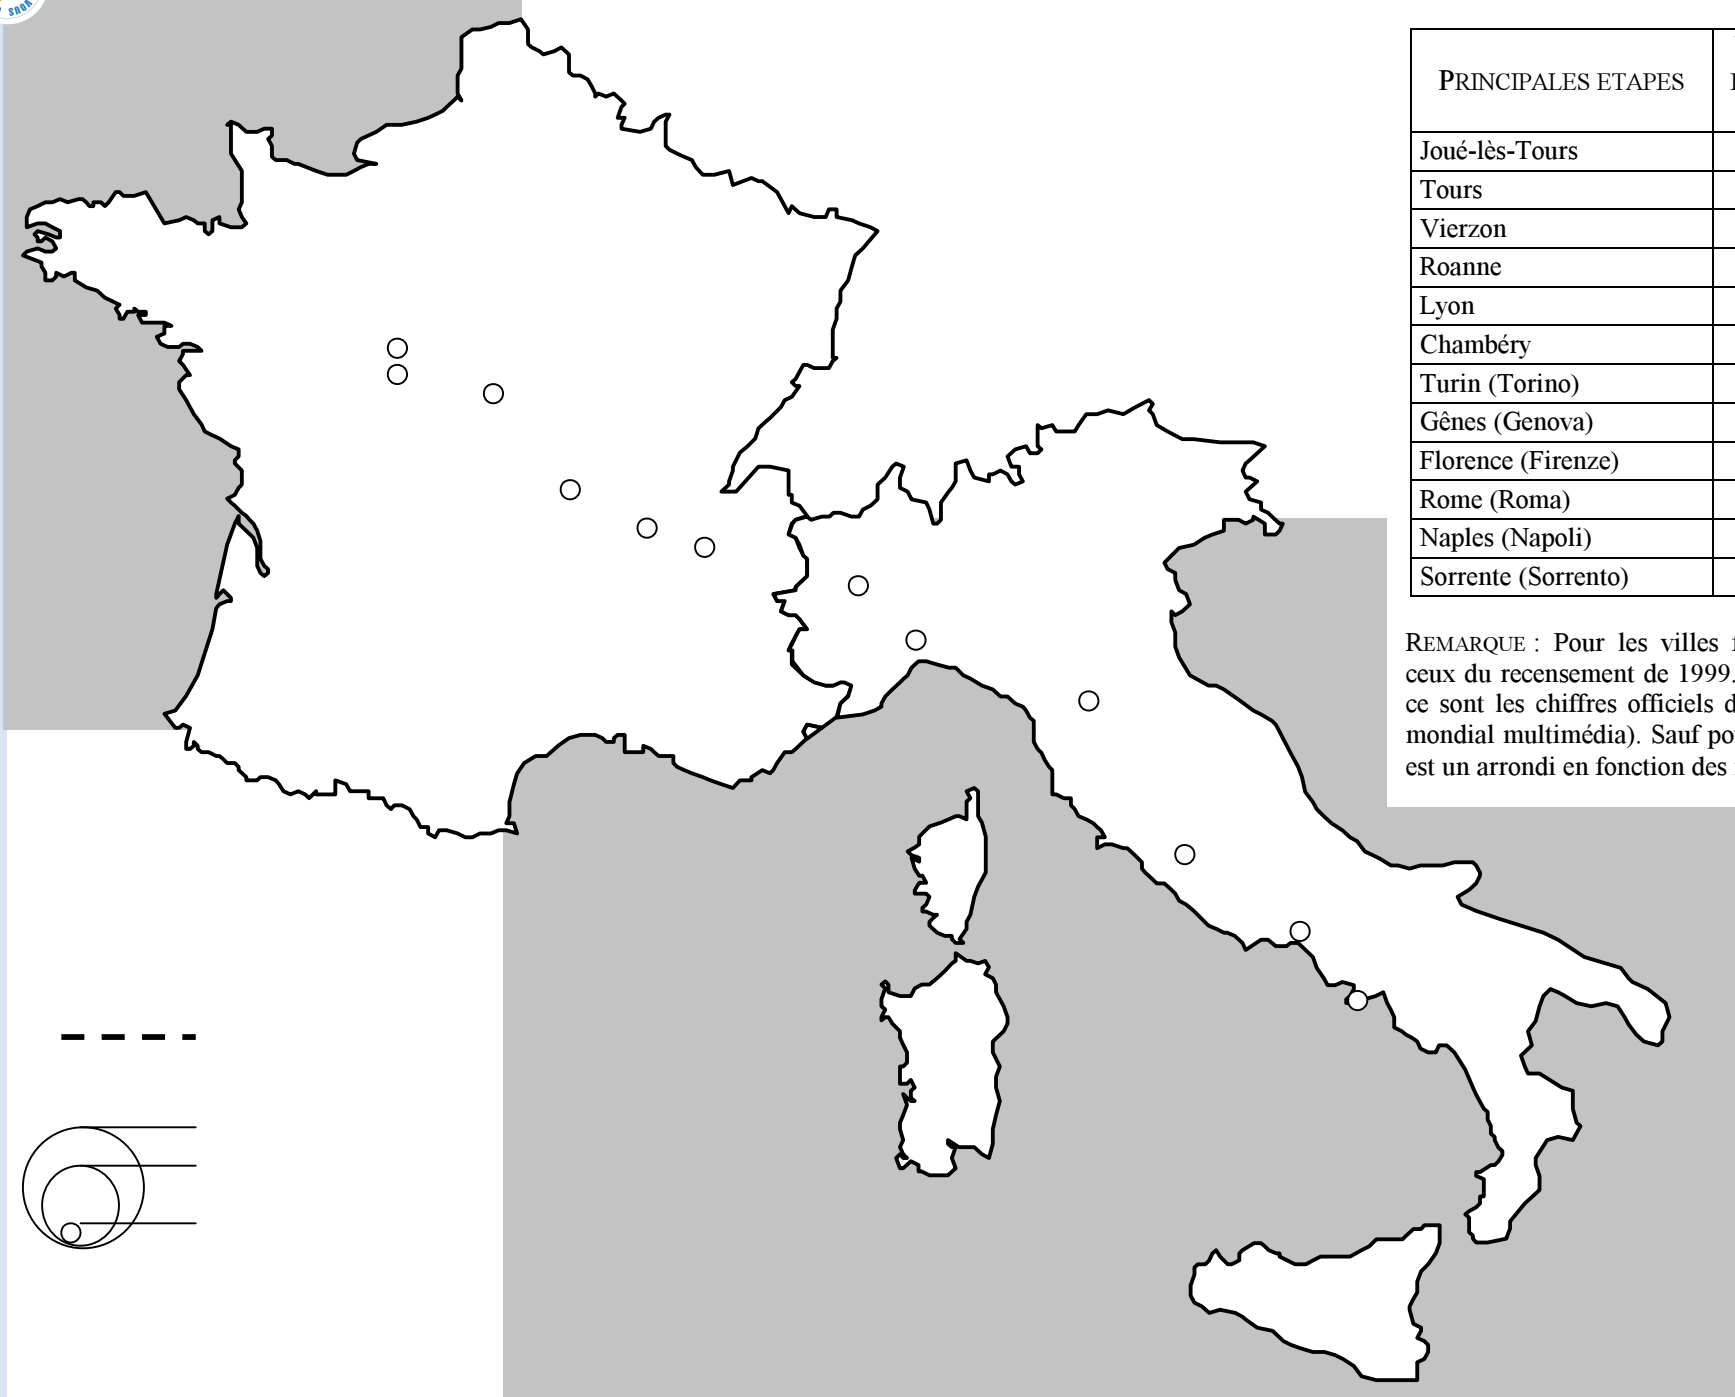 PRINCIPALES ETAPES
Joué-lès-Tours
Tours
Vierzon
Roanne
Lyon
Chambéry
Turin (Torino)
Gênes (Genova)
Florence (Firenze)
Rome (Roma)
Naples (Napoli)
Sorrente (Sorrento)
REMARQUE : Pour les villes
ceux du recensement de 1999.
ce sont les chiffres officiels
mondial multimédia). Sauf
est un arrondi en fonction des